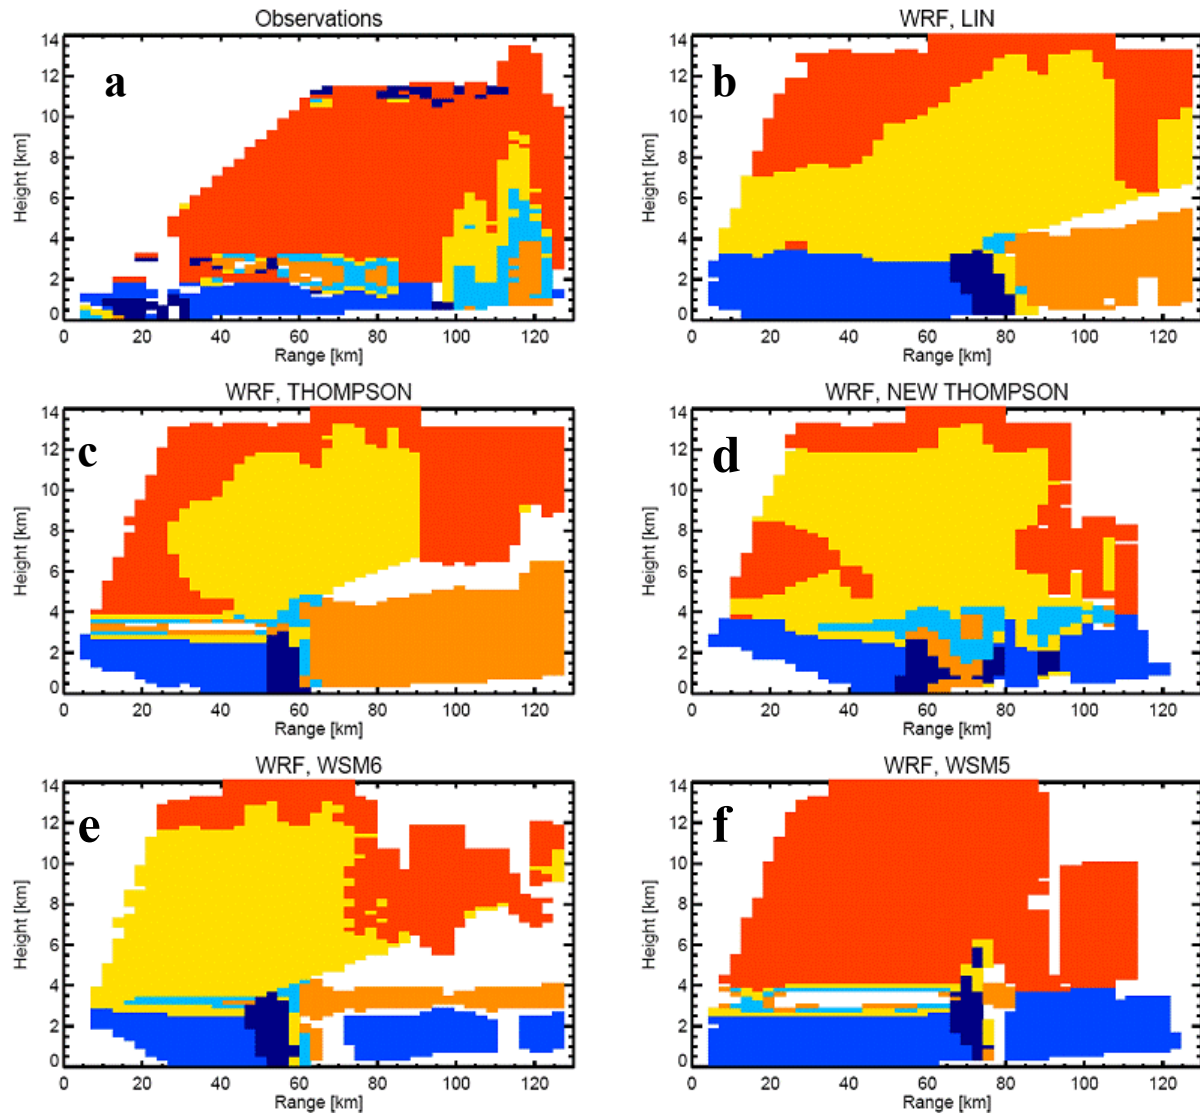 Observations
a
Height [km]
14
12
10
8
6
4
2
0
0 20 40 60 80 100 120
Range [km]
WRF, LIN
b
Height [km]
14
12
10
8
6
4
2
0
0 20 40 60 80 100 120
Range [km]
WRF, THOMPSON
c
Height [km]
14
12
10
8
6
4
2
0
0 20 40 60 80 100 120
Range [km]
WRF, NEW THOMPSON
d
Height [km]
14
12
10
8
6
4
2
0
0 20 40 60 80 100 120
Range [km]
WRF, WSM6
e
Height [km]
14
12
10
8
6
4
2
0
0 20 40 60 80 100 120
Range [km]
WRF, WSM5
f
Height [km]
14
12
10
8
6
4
2
0
0 20 40 60 80 100 120
Range [km]